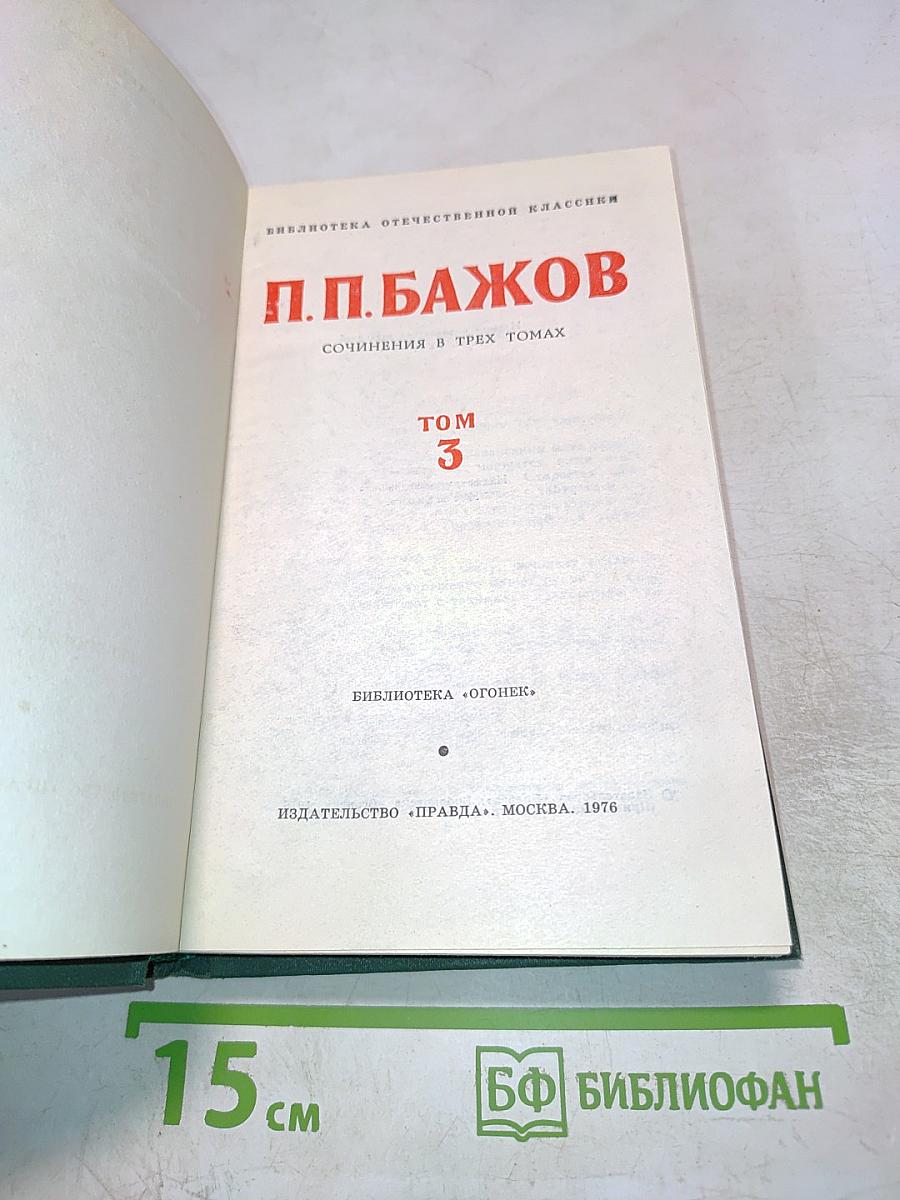 БИБЛИОТЕКА ОТЕЧЕСТВЕННОЙ КЛАССИКИ
П.П.БАЖОВ
СОЧИНЕНИЯ В ТРЕХ ТОМАХ
ТОМ
3
БИБЛИОТЕКА «ОГОНЕК»
ИЗДАТЕЛЬСТВО «ПРАВДА». МОСКВА. 1976
15 см
БФ БИБЛИОФАН